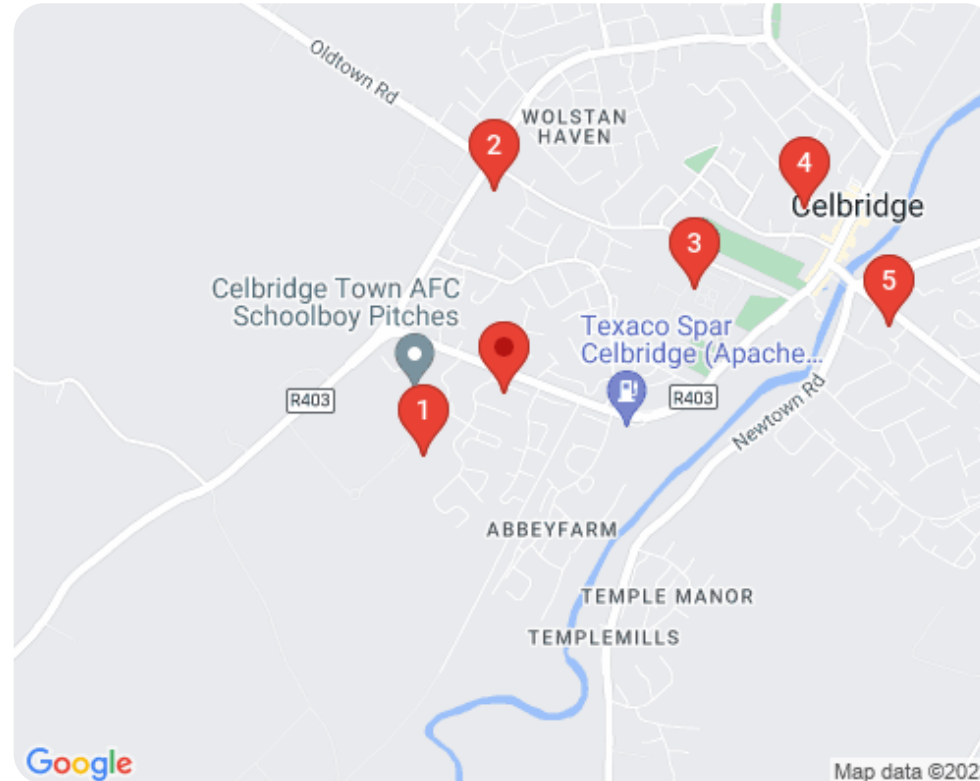 Oldtown Rd
WOLSTAN
HAVEN
2
4
Celbridge
3
5
Celbridge Town AFC
Schoolboy Pitches
Texaco Spar
Celbridge (Apache...
R403
R403
1
Newtown Rd
ABBEYFARM
TEMPLE MANOR
TEMPLEMILLS
Google
Map data ©202